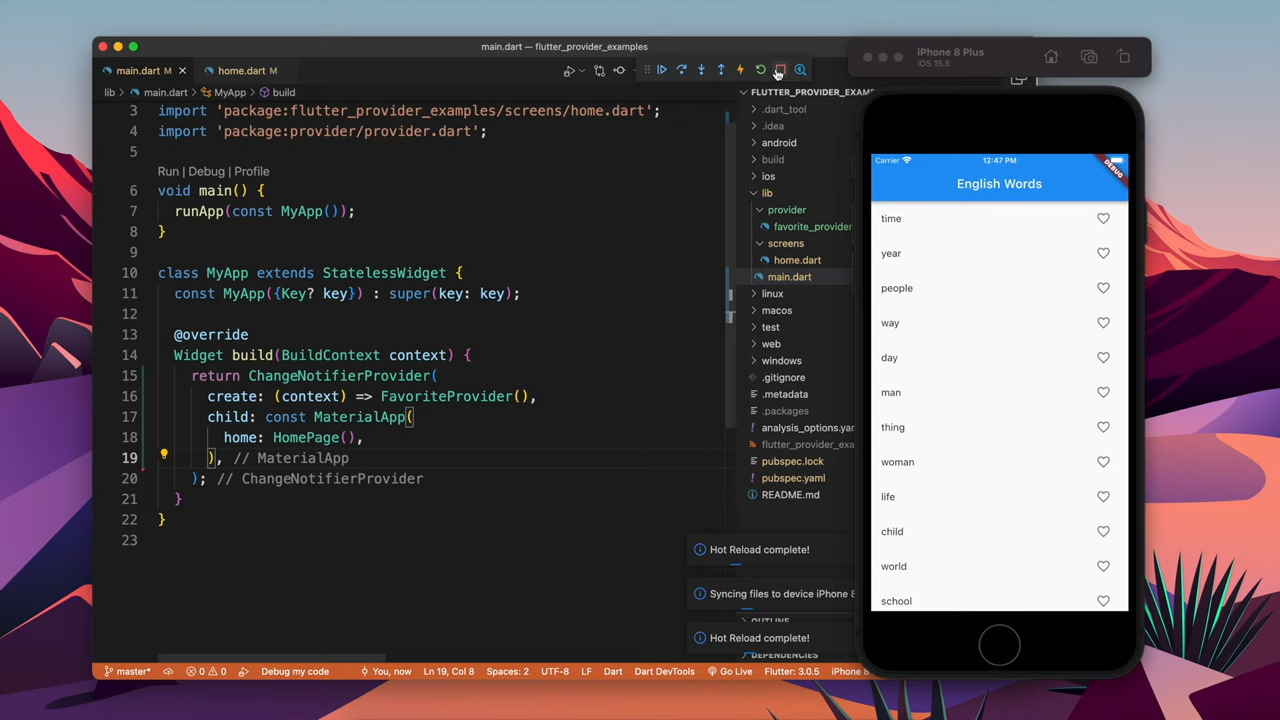 main.dart — flutter_provider_examples
main.dart M
home.dart M
lib > main.dart > MyApp > build
3 import 'package:flutter_provider_examples/screens/home.dart';
4 import 'package:provider/provider.dart';
5
Run | Debug | Profile
6 void main() {
7 runApp(const MyApp());
8 }
9
10 class MyApp extends StatelessWidget {
11 const MyApp({Key? key}) : super(key: key);
12
13 @override
14 Widget build(BuildContext context) {
15 return ChangeNotifierProvider(
16 create: (context) => FavoriteProvider(),
17 child: const MaterialApp(
18 home: HomePage(),
19 ), // MaterialApp
20 ); // ChangeNotifierProvider
21 }
22 }
23
FLUTTER_PROVIDER_EXAM
.dart_tool
.idea
android
build
ios
lib
provider
favorite_provider
screens
home.dart
main.dart
linux
macos
test
web
windows
.gitignore
.metadata
.packages
analysis_options.yar
flutter_provider_exa
pubspec.lock
pubspec.yaml
README.md
Hot Reload complete!
Syncing files to device iPhone 8
OUTLINE
Hot Reload complete!
DEPENDENCIES
master* 0 0 Debug my code You, now Ln 19, Col 8 Spaces: 2 UTF-8 LF Dart Dart DevTools Go Live Flutter: 3.0.5 iPhone 8
iPhone 8 Plus
iOS 15.5
Carrier 12:47 PM
DEBUG
English Words
time
year
people
way
day
man
thing
woman
life
child
world
school